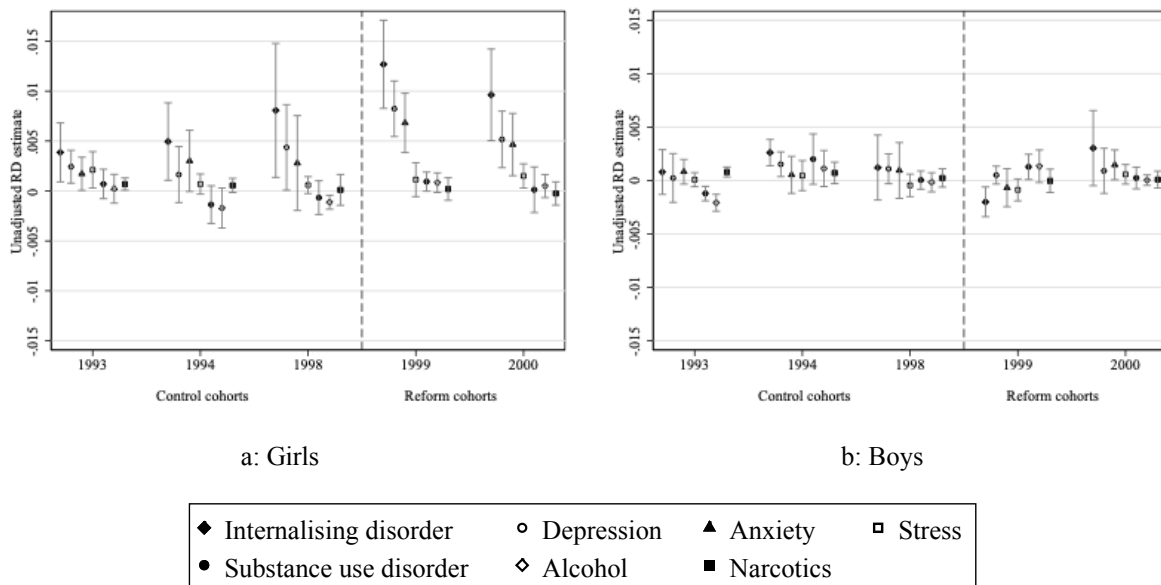 Unadjusted RD estimate
.015
.01
.005
0
-.005
-.01
-.015
1993
1994
1998
1999
2000
Control cohorts
Reform cohorts
a: Girls
Unadjusted RD estimate
.015
.01
.005
0
-.005
-.01
-.015
1993
1994
1998
1999
2000
Control cohorts
Reform cohorts
b: Boys
Internalising disorder Depression Anxiety Stress
Substance use disorder Alcohol Narcotics